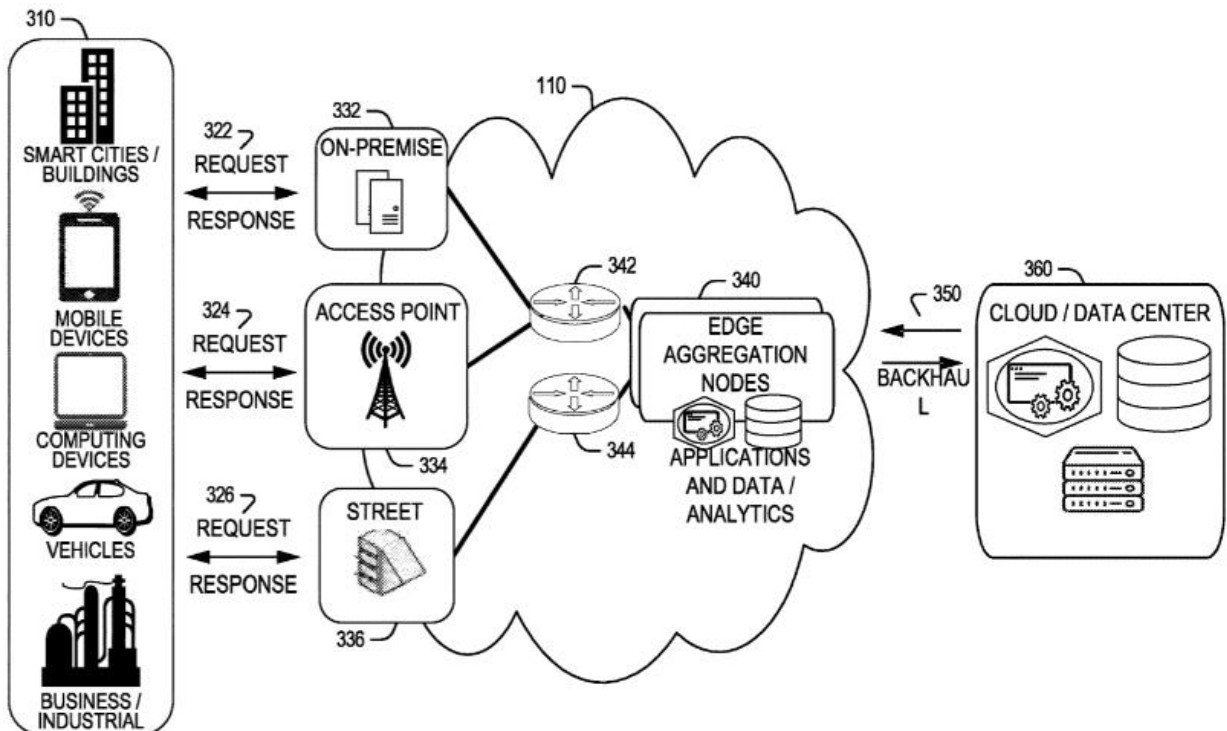 310
SMART CITIES /
BUILDINGS
MOBILE
DEVICES
COMPUTING
DEVICES
VEHICLES
BUSINESS /
INDUSTRIAL
322
REQUEST
RESPONSE
324
REQUEST
RESPONSE
326
REQUEST
RESPONSE
332
ON-PREMISE
ACCESS POINT
334
STREET
336
110
342
344
340
EDGE
AGGREGATION
NODES
APPLICATIONS
AND DATA /
ANALYTICS
350
BACKHAU
L
360
CLOUD / DATA CENTER